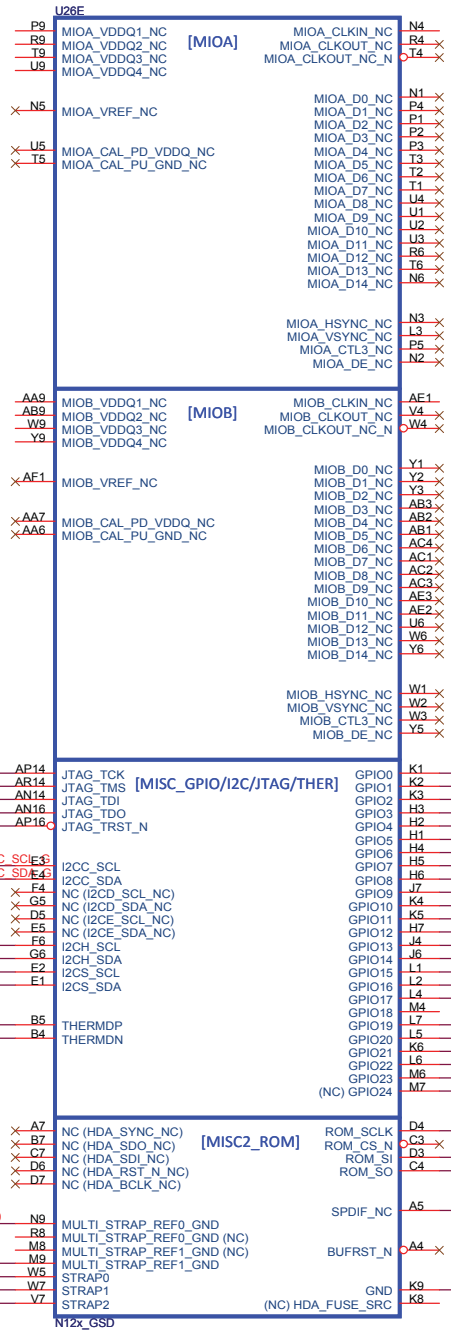 U26E
P9 MIOA_VDDQ1_NC [MIOA] MIOA_CLKIN_NC N4
R9 MIOA_VDDQ2_NC MIOA_CLKOUT_NC R4
T9 MIOA_VDDQ3_NC MIOA_CLKOUT_NC_N T4
U9 MIOA_VDDQ4_NC
MIOA_D0_NC N1
N5 MIOA_VREF_NC MIOA_D1_NC P4
MIOA_D2_NC P1
MIOA_D3_NC P2
U5 MIOA_CAL_PD_VDDQ_NC MIOA_D4_NC P3
T5 MIOA_CAL_PU_GND_NC MIOA_D5_NC T3
MIOA_D6_NC T2
MIOA_D7_NC T1
MIOA_D8_NC U4
MIOA_D9_NC U1
MIOA_D10_NC U2
MIOA_D11_NC U3
MIOA_D12_NC R6
MIOA_D13_NC T6
MIOA_D14_NC N6
MIOA_HSYNC_NC N3
MIOA_VSYNC_NC L3
MIOA_CTL3_NC P5
MIOA_DE_NC N2
AA9 MIOB_VDDQ1_NC [MIOB] MIOB_CLKIN_NC AE1
AB9 MIOB_VDDQ2_NC MIOB_CLKOUT_NC V4
W9 MIOB_VDDQ3_NC MIOB_CLKOUT_NC_N W4
Y9 MIOB_VDDQ4_NC
MIOB_D0_NC Y1
AF1 MIOB_VREF_NC MIOB_D1_NC Y2
MIOB_D2_NC Y3
MIOB_D3_NC AB3
AA7 MIOB_CAL_PD_VDDQ_NC MIOB_D4_NC AB2
AA6 MIOB_CAL_PU_GND_NC MIOB_D5_NC AB1
MIOB_D6_NC AC4
MIOB_D7_NC AC1
MIOB_D8_NC AC2
MIOB_D9_NC AC3
MIOB_D10_NC AE3
MIOB_D11_NC AE2
MIOB_D12_NC U6
MIOB_D13_NC W6
MIOB_D14_NC Y6
MIOB_HSYNC_NC W1
MIOB_VSYNC_NC W2
MIOB_CTL3_NC W3
MIOB_DE_NC Y5
AP14 JTAG_TCK [MISC_GPIO/I2C/JTAG/THER] GPIO0 K1
AR14 JTAG_TMS GPIO1 K2
AN14 JTAG_TDI GPIO2 K3
AN16 JTAG_TDO GPIO3 H3
AP16 JTAG_TRST_N GPIO4 H2
GPIO5 H1
GPIO6 H4
C_SCL_G E3 I2CC_SCL GPIO7 H5
C_SDA_G E4 I2CC_SDA GPIO8 H6
F4 NC (I2CD_SCL_NC) GPIO9 J7
G5 NC (I2CD_SDA_NC GPIO10 K4
D5 NC (I2CE_SCL_NC) GPIO11 K5
E5 NC (I2CE_SDA_NC) GPIO12 H7
F6 I2CH_SCL GPIO13 J4
G6 I2CH_SDA GPIO14 J6
E2 I2CS_SCL GPIO15 L1
E1 I2CS_SDA GPIO16 L2
GPIO17 L4
GPIO18 M4
B5 THERMDP GPIO19 L7
B4 THERMDN GPIO20 L5
GPIO21 K6
GPIO22 L6
GPIO23 M6
(NC) GPIO24 M7
A7 NC (HDA_SYNC_NC) [MISC2_ROM] ROM_SCLK D4
B7 NC (HDA_SDO_NC) ROM_CS_N C3
C7 NC (HDA_SDI_NC) ROM_SI D3
D6 NC (HDA_RST_N_NC) ROM_SO C4
D7 NC (HDA_BCLK_NC)
SPDIF_NC A5
N9 MULTI_STRAP_REF0_GND
R8 MULTI_STRAP_REF0_GND (NC)
M8 MULTI_STRAP_REF1_GND (NC) BUFRST_N A4
M9 MULTI_STRAP_REF1_GND
W5 STRAP0
W7 STRAP1 GND K9
V7 STRAP2 (NC) HDA_FUSE_SRC K8
N12x_GSD